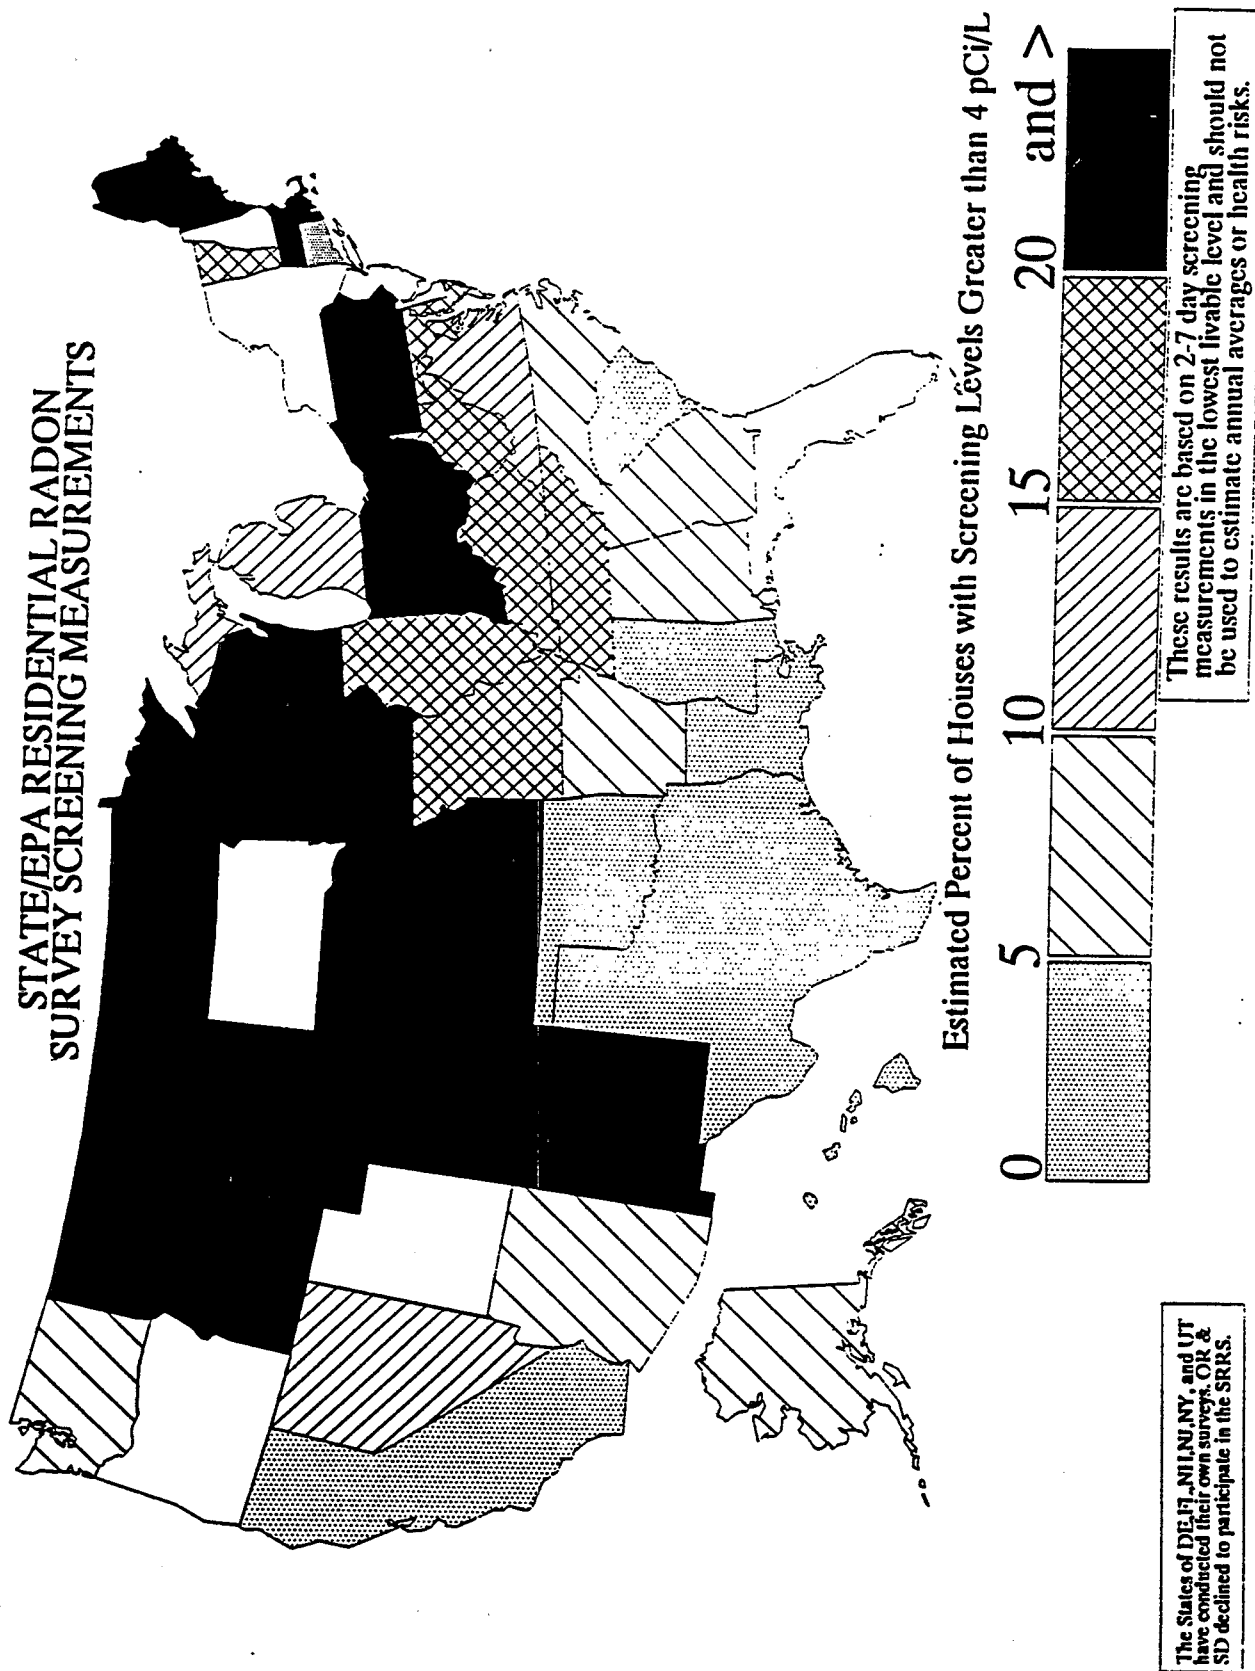 STATE/EPA RESIDENTIAL RADON
SURVEY SCREENING MEASUREMENTS
Estimated Percent of Houses with Screening Levels Greater than 4 pCi/L
0 5 10 15 20 and >
These results are based on 2-7 day screening
measurements in the lowest livable level and should not
be used to estimate annual averages or health risks.
The States of DE,FL,NH,NJ,NY, and UT
have conducted their own surveys. OR &
SD declined to participate in the SRRS.